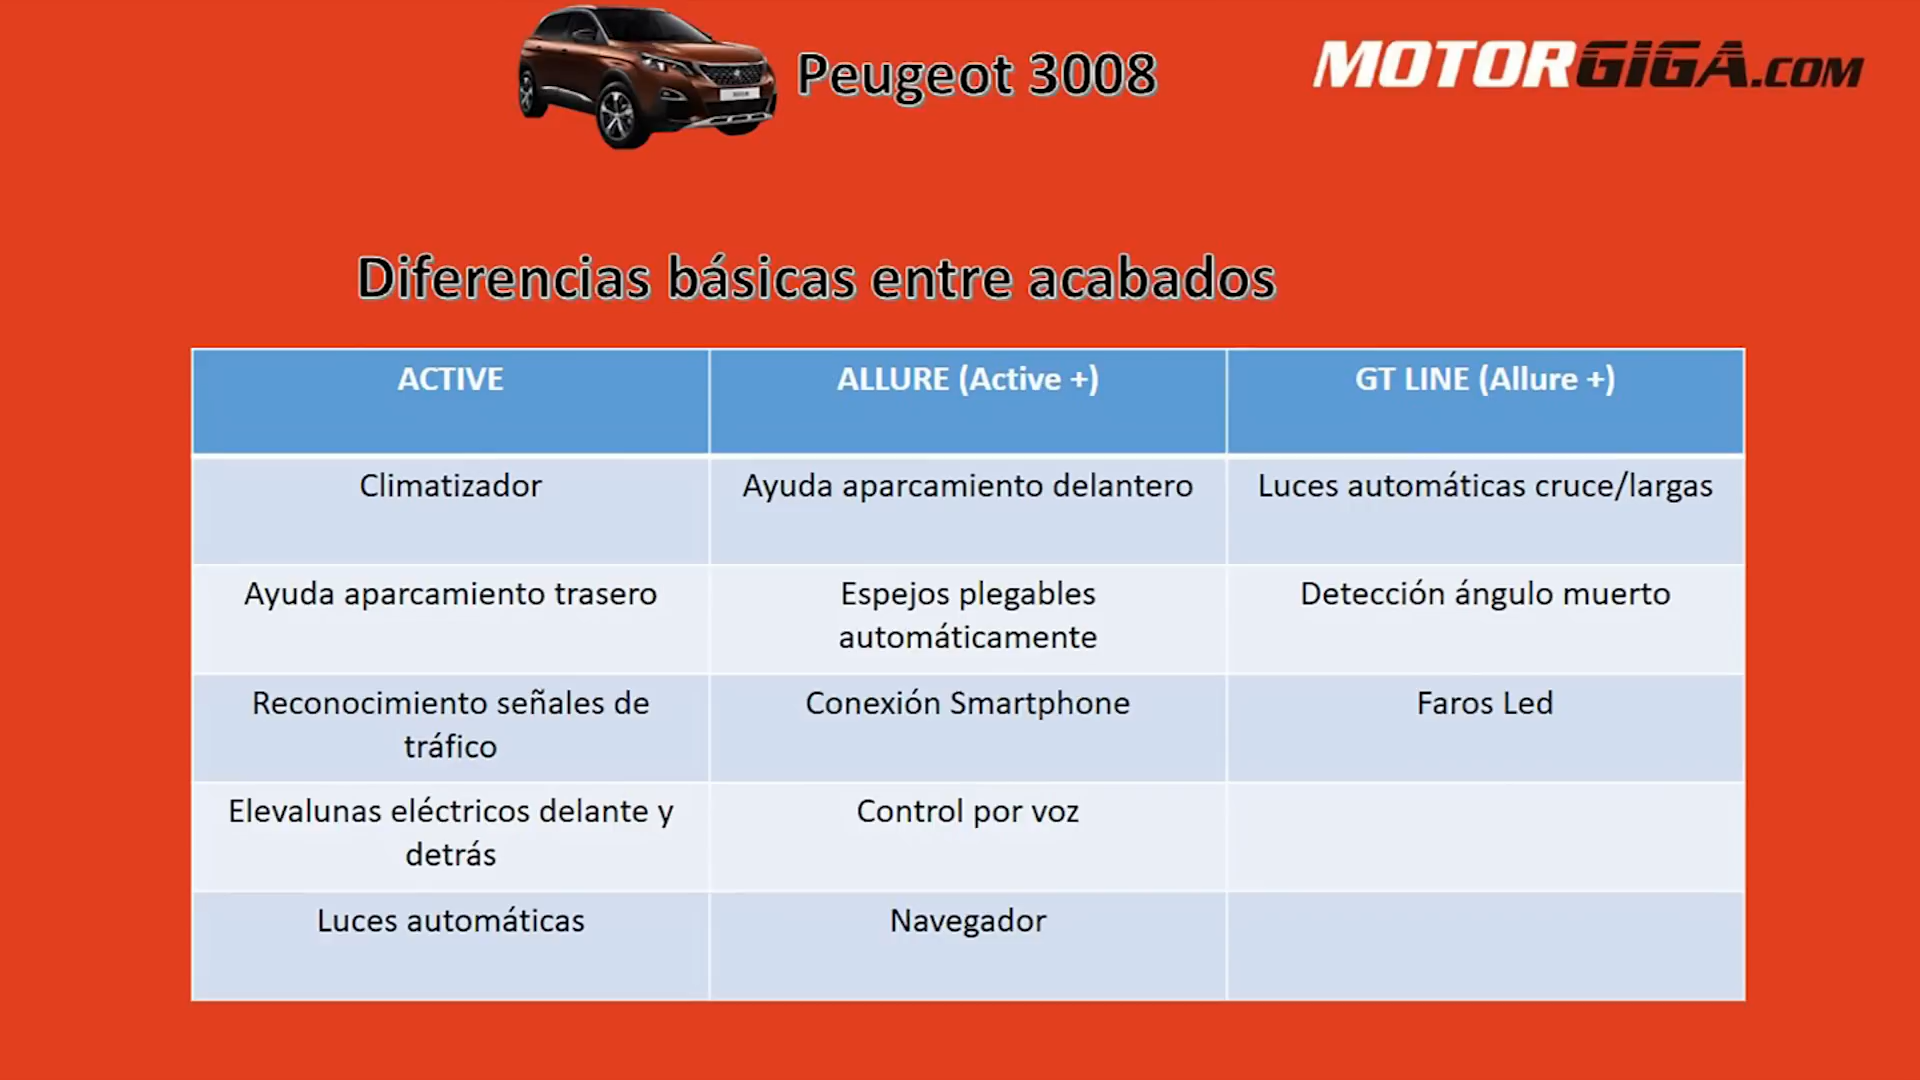 Peugeot 3008
MOTORGIGA.COM
Diferencias básicas entre acabados
ACTIVE
ALLURE (Active +)
GT LINE (Allure +)
Climatizador
Ayuda aparcamiento delantero
Luces automáticas cruce/largas
Ayuda aparcamiento trasero
Espejos plegables
automáticamente
Detección ángulo muerto
Reconocimiento señales de
tráfico
Conexión Smartphone
Faros Led
Elevalunas eléctricos delante y
detrás
Control por voz
Luces automáticas
Navegador